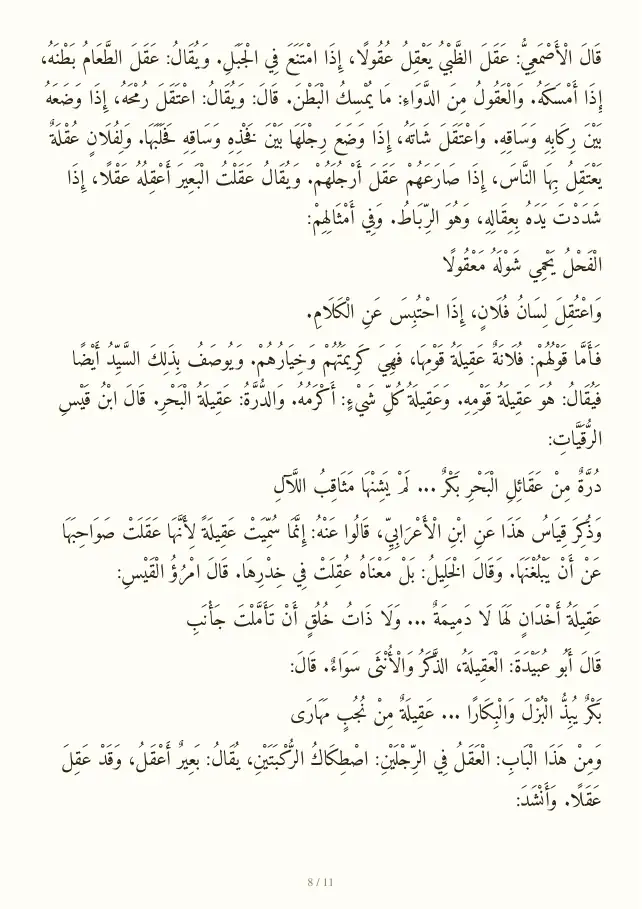 قَالَ الْأَصْمَعِيُّ: عَقَلَ الظَّبْيُ يَعْقِلُ عُقُولًا، إِذَا امْتَنَعَ فِي الْجَبَلِ. وَيُقَالُ: عَقَلَ الطَّعَامُ بَطْنَهُ،
إِذَا أَمْسَكَهُ. وَالْعَقُولُ مِنَ الدَّوَاءِ: مَا يُمْسِكُ الْبَطْنَ. قَالَ: وَيُقَالُ: اعْتَقَلَ رُمْحَهُ، إِذَا وَضَعَهُ
بَيْنَ رِكَابِهِ وَسَاقِهِ. وَاعْتَقَلَ شَاتَهُ، إِذَا وَضَعَ رِجْلَهَا بَيْنَ فَخْذِهِ وَسَاقِهِ فَحَلَبَهَا. وَلِفُلَانٍ عُقْلَةٌ
يَعْتَقِلُ بِهَا النَّاسَ، إِذَا صَارَعَهُمْ عَقَلَ أَرْجُلَهُمْ. وَيُقَالُ عَقَلْتُ الْبَعِيرَ أَعْقِلُهُ عَقْلًا، إِذَا
شَدَدْتَ يَدَهُ بِعِقَالِهِ، وَهُوَ الرِّبَاطُ. وَفِي أَمْثَالِهِمْ:
الْفَحْلُ يَحْمِي شَوْلَهُ مَعْقُولًا
وَاعْتُقِلَ لِسَانُ فُلَانٍ، إِذَا احْتُبِسَ عَنِ الْكَلَامِ.
فَأَمَّا قَوْلُهُمْ: فُلَانَةُ عَقِيلَةُ قَوْمِهَا، فَهِيَ كَرِيمَتُهُمْ وَخِيَارُهُمْ. وَيُوصَفُ بِذَلِكَ السَّيِّدُ أَيْضًا
فَيُقَالُ: هُوَ عَقِيلَةُ قَوْمِهِ. وَعَقِيلَةُ كُلِّ شَيْءٍ: أَكْرَمُهُ. وَالدُّرَّةُ: عَقِيلَةُ الْبَحْرِ. قَالَ ابْنُ قَيْسِ
الرُّقَيَّاتِ:
دُرَّةٌ مِنْ عَقَائِلِ الْبَحْرِ بَكْرٌ ... لَمْ يَشِنْهَا مَثَاقِبُ اللَّآلِ
وَذُكِرَ قِيَاسُ هَذَا عَنِ ابْنِ الْأَعْرَابِيِّ، قَالُوا عَنْهُ: إِنَّمَا سُمِّيَتْ عَقِيلَةً لِأَنَّهَا عَقَلَتْ صَوَاحِبَهَا
عَنْ أَنْ يَبْلُغْنَهَا. وَقَالَ الْخَلِيلُ: بَلْ مَعْنَاهُ عُقِلَتْ فِي خِدْرِهَا. قَالَ امْرُؤُ الْقَيْسِ:
عَقِيلَةُ أَخْدَانٍ لَهَا لَا دَمِيمَةٌ ... وَلَا ذَاتُ خُلُقٍ أَنْ تَأَمَّلْتَ جَأْنَبِ
قَالَ أَبُو عُبَيْدَةَ: الْعَقِيلَةُ، الذَّكَرُ وَالْأُنْثَى سَوَاءٌ. قَالَ:
بَكْرٌ يُبِذُّ الْبُزْلَ وَالْبِكَارَا ... عَقِيلَةٌ مِنْ نُجُبٍ مَهَارَى
وَمِنْ هَذَا الْبَابِ: الْعَقَلُ فِي الرِّجْلَيْنِ: اصْطِكَاكُ الرُّكْبَتَيْنِ، يُقَالُ: بَعِيرٌ أَعْقَلُ، وَقَدْ عَقِلَ
عَقَلًا. وَأَنْشَدَ:
8 / 11